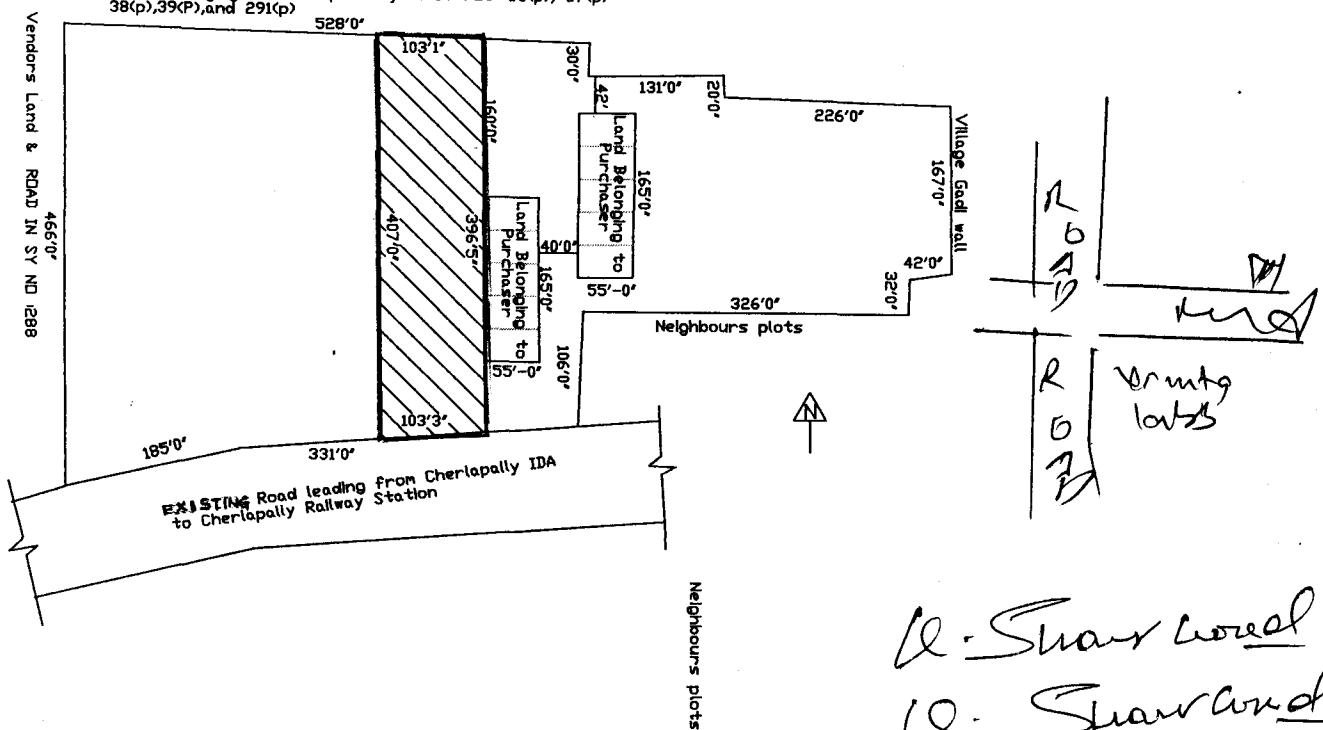 38(p),39(P),and 291(p)
528'0"
103'1"
30'0"
131'0"
20'0"
226'0"
42'
160'0"
Land Belonging to
Purchaser
165'0"
Village Gadi wall
167'0"
Vendors Land & ROAD IN SY NO :288
466'0"
407'0"
396'5"
Land Belonging to
Purchaser
165'0"
40'0"
55'-0"
42'0"
32'0"
326'0"
Neighbours plots
106'0"
55'-0"
103'3"
185'0"
331'0"
N
EXISTING Road leading from Cherlapally IDA
to Cherlapally Railway Station
Neighbours plots
ROAD
ROAD